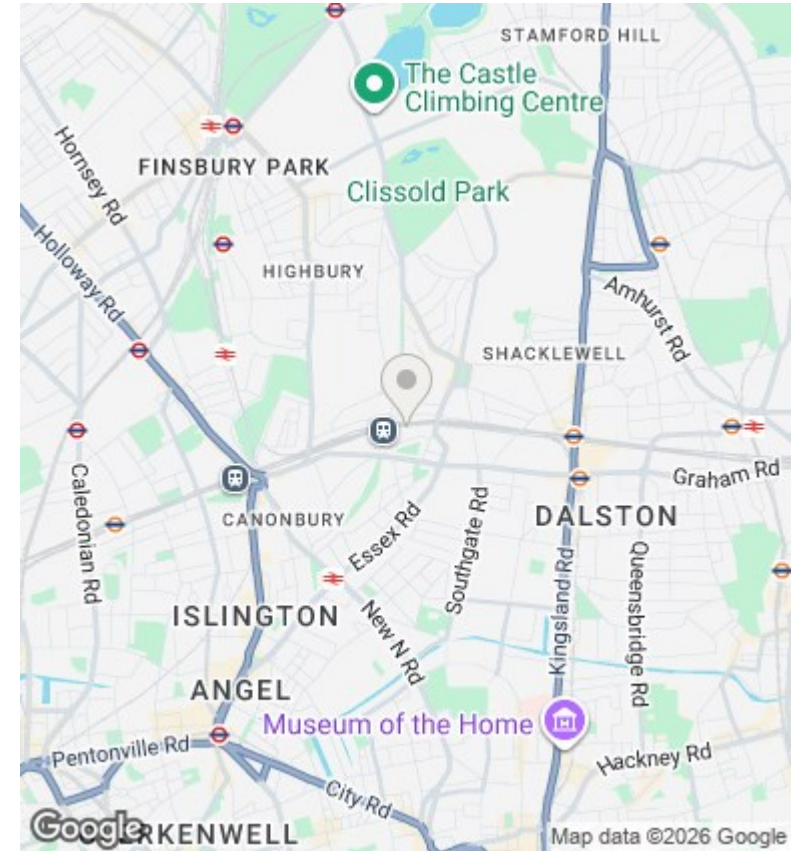 STAMFORD HILL
The Castle
Climbing Centre
Hornsey Rd
FINSBURY PARK
Clissold Park
Holloway Rd
HIGHBURY
Amhurst Rd
SHACKLEWELL
Caledonian Rd
Graham Rd
CANONBURY
Essex Rd
Southgate Rd
DALSTON
Kingsland Rd
Queensbridge Rd
ISLINGTON
New N Rd
ANGEL
Museum of the Home
Pentonville Rd
Hackney Rd
City Rd
Google
ERKENWELL
Map data ©2026 Google